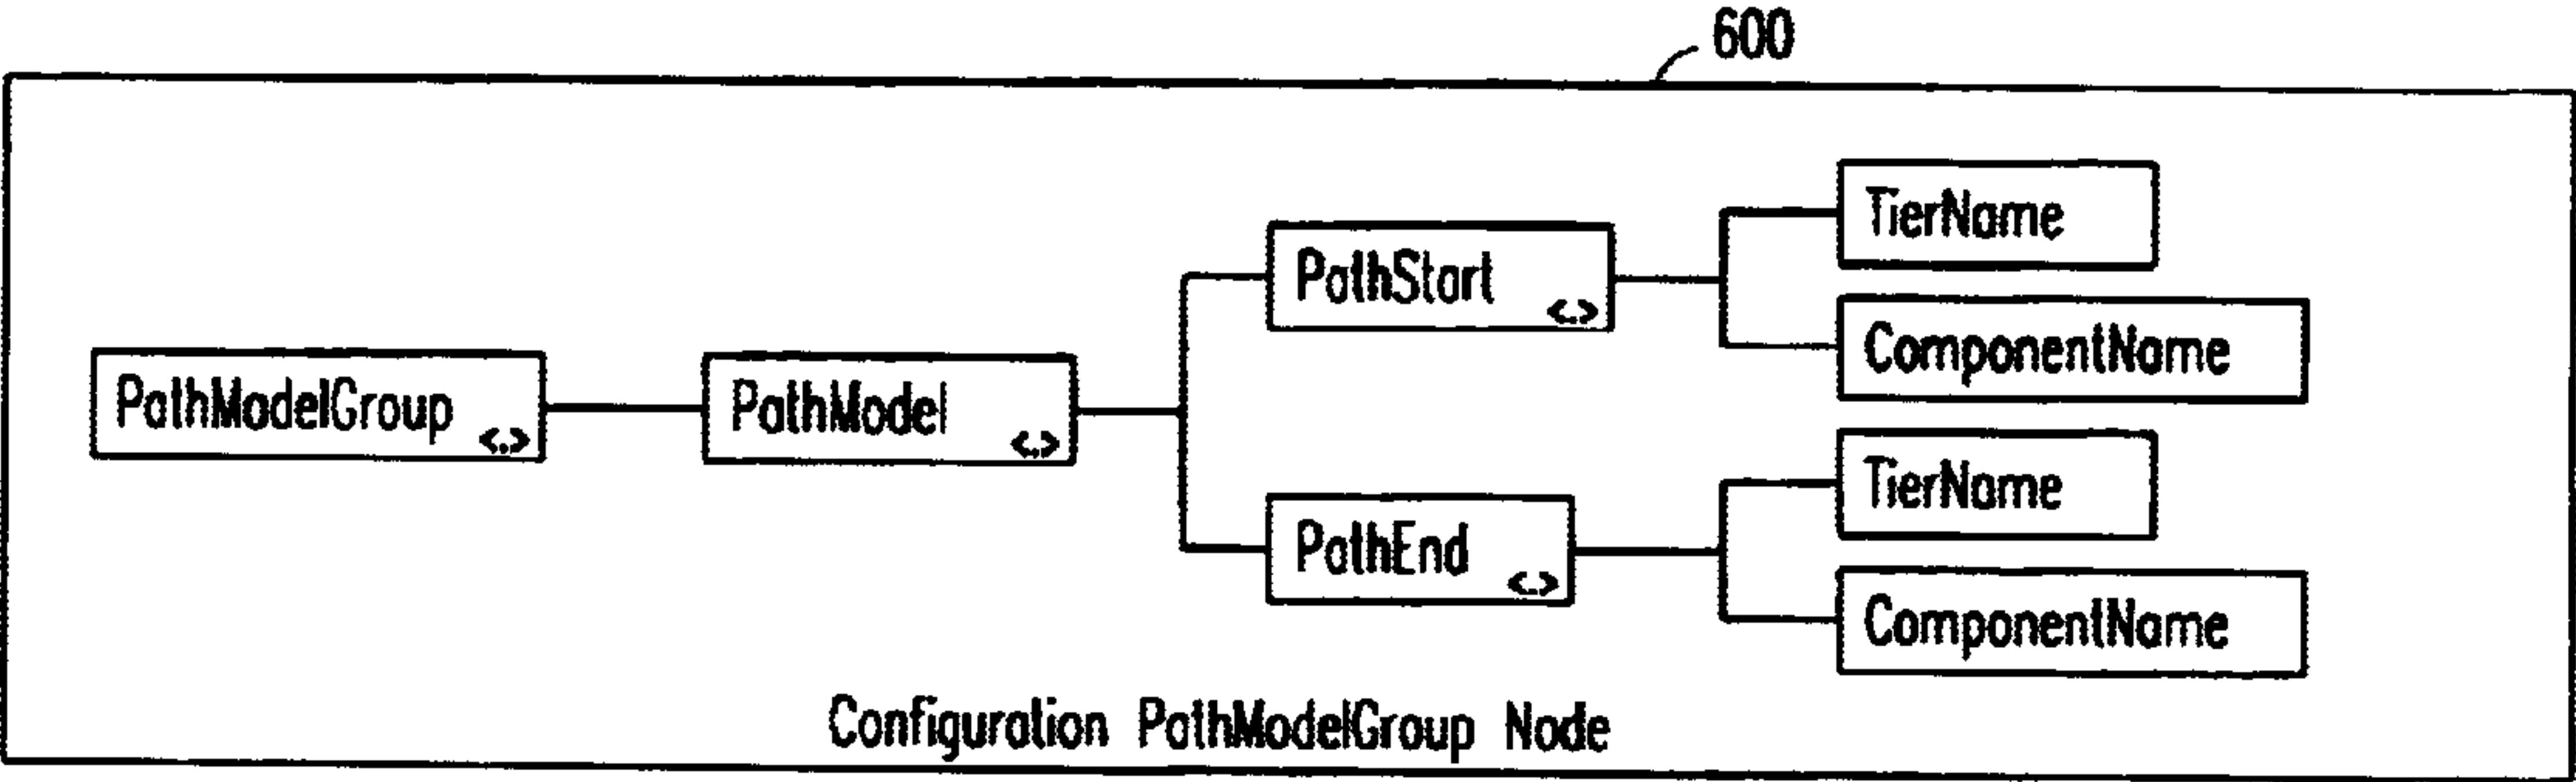 600
PathModelGroup
<..>
PathModel
<..>
PathStart
<..>
TierName
ComponentName
PathEnd
<..>
TierName
ComponentName
Configuration PathModelGroup Node